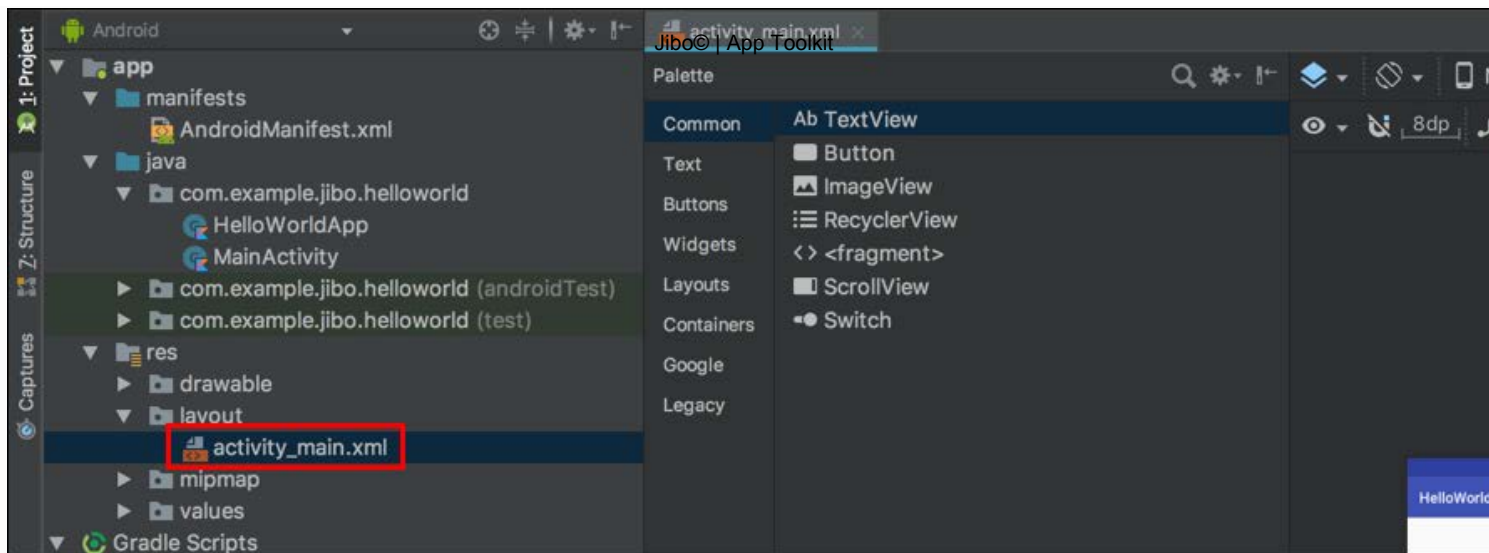 1: Project
Z: Structure
Captures
Android
app
manifests
AndroidManifest.xml
java
com.example.jibo.helloworld
HelloWorldApp
MainActivity
com.example.jibo.helloworld (androidTest)
com.example.jibo.helloworld (test)
res
drawable
layout
activity_main.xml
mipmap
values
Gradle Scripts
activity_main.xml
Jibo© | App Toolkit
Palette
Common
Text
Buttons
Widgets
Layouts
Containers
Google
Legacy
Ab TextView
Button
ImageView
RecyclerView
<fragment>
ScrollView
Switch
8dp